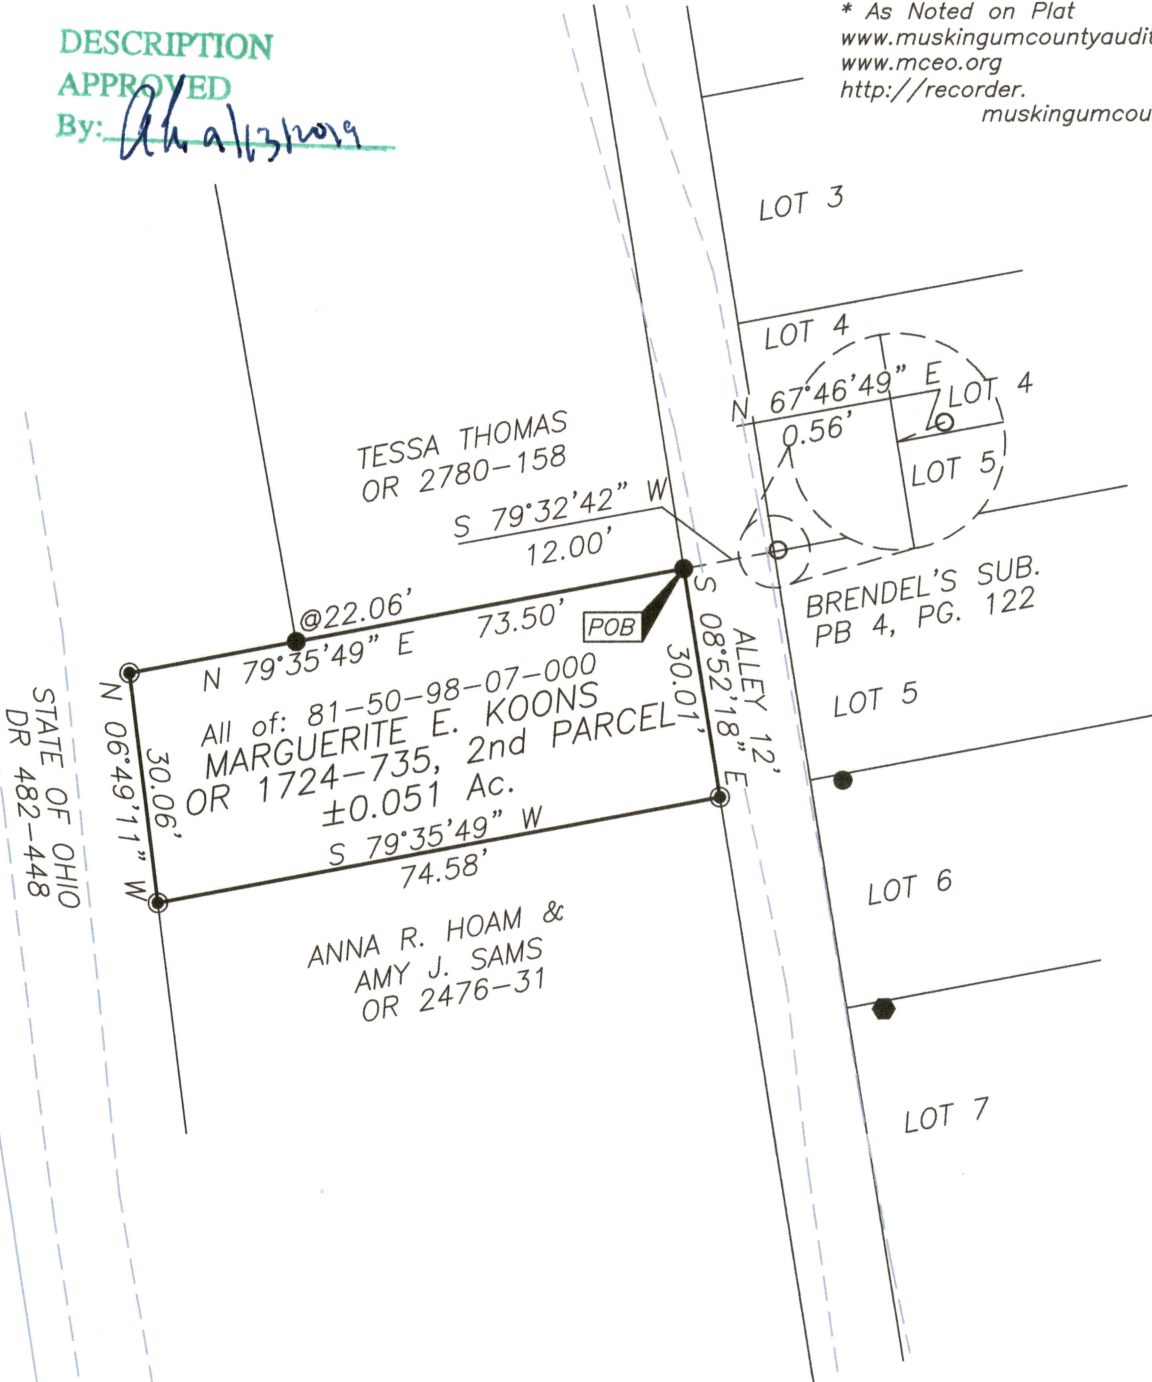 DESCRIPTION
APPROVED
By:
* As Noted on Plat
www.muskingumcountyaudit
www.mceo.org
http://recorder.
muskingumcou
LOT 3
LOT 4
N 67°46'49" E
0.56'
LOT 4
LOT 5
TESSA THOMAS
OR 2780-158
S 79°32'42" W
12.00'
BRENDEL'S SUB.
PB 4, PG. 122
@22.06'
N 79°35'49" E 73.50'
POB
S 08°52'18" E
30.01'
ALLEY 12'
LOT 5
All of: 81-50-98-07-000
MARGUERITE E. KOONS
OR 1724-735, 2nd PARCEL
±0.051 Ac.
N 06°49'11" W
30.06'
STATE OF OHIO
DR 482-448
S 79°35'49" W
74.58'
LOT 6
ANNA R. HOAM &
AMY J. SAMS
OR 2476-31
LOT 7